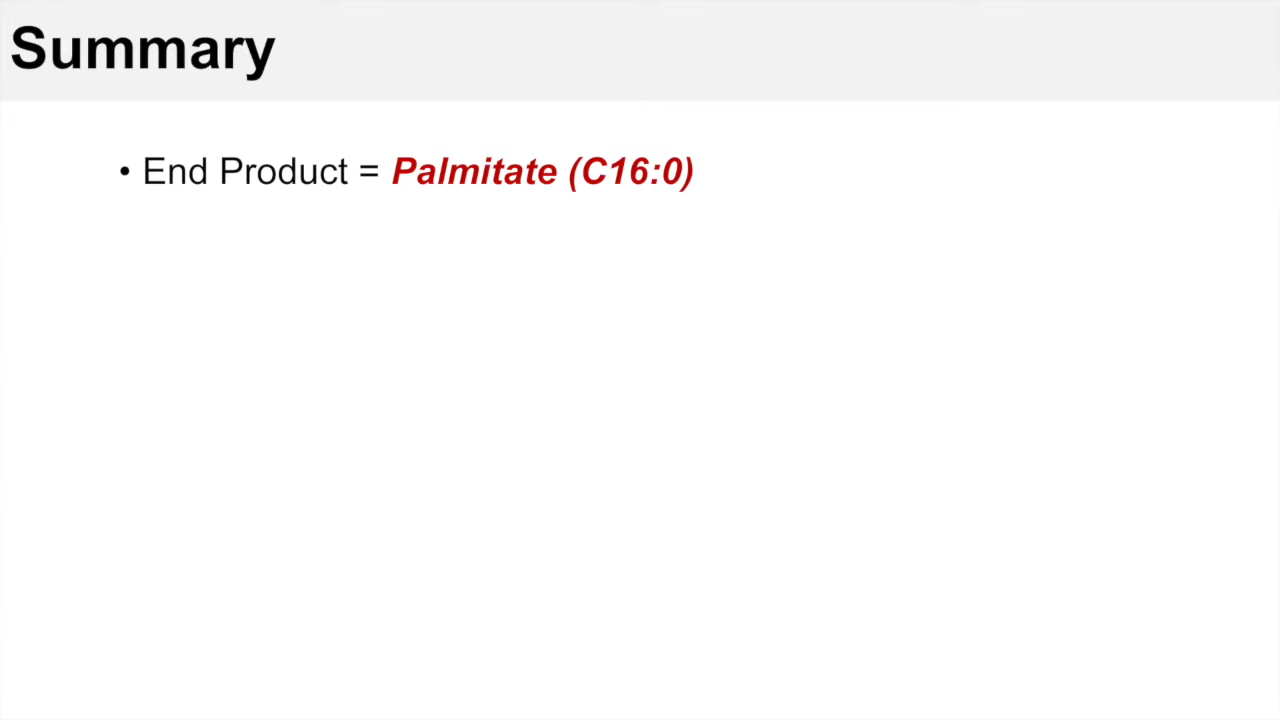 Summary
• End Product = Palmitate (C16:0)